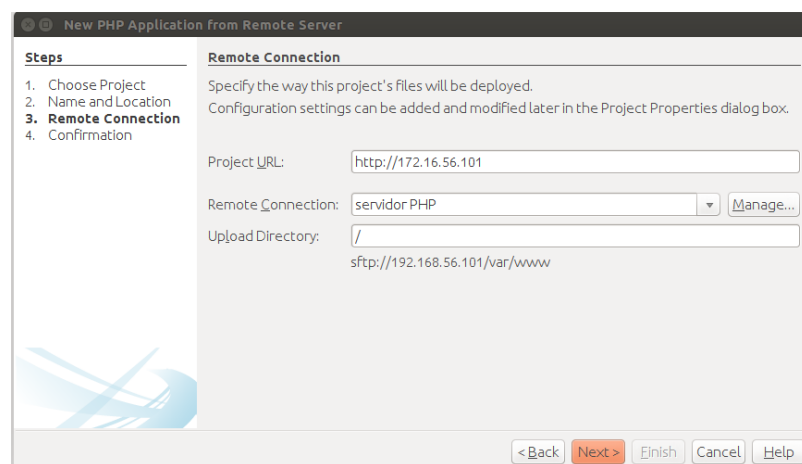 New PHP Application from Remote Server
Steps
1. Choose Project
2. Name and Location
3. Remote Connection
4. Confirmation
Remote Connection
Specify the way this project's files will be deployed.
Configuration settings can be added and modified later in the Project Properties dialog box.
Project URL: http://172.16.56.101
Remote Connection: servidor PHP Manage...
Upload Directory: /
sftp://192.168.56.101/var/www
< Back Next > Finish Cancel Help